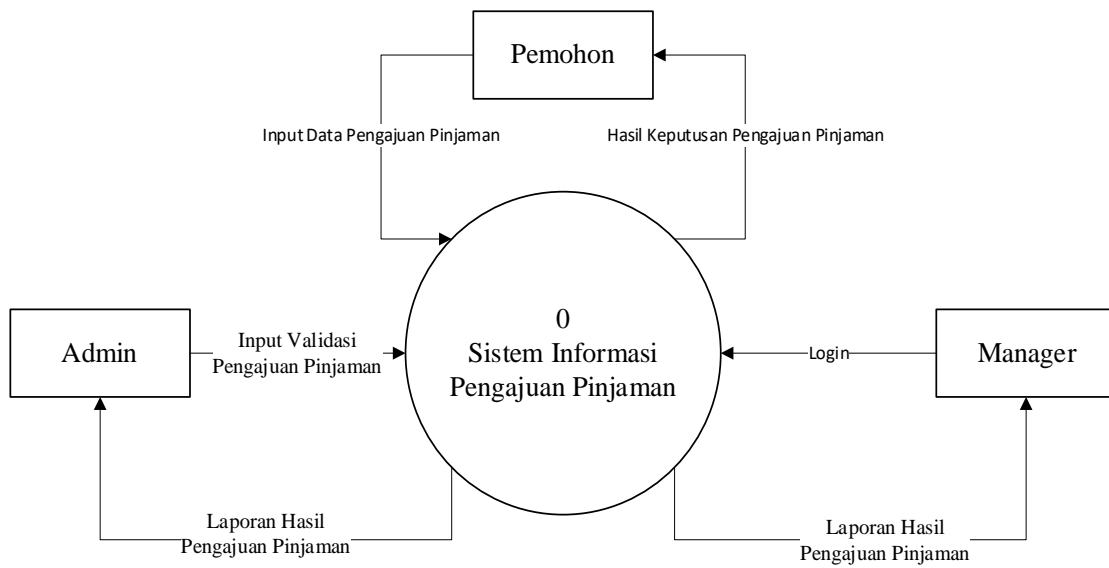 Pemohon
Input Data Pengajuan Pinjaman
Hasil Keputusan Pengajuan Pinjaman
Admin
Input Validasi
Pengajuan Pinjaman
0
Sistem Informasi
Pengajuan Pinjaman
Login
Manager
Laporan Hasil
Pengajuan Pinjaman
Laporan Hasil
Pengajuan Pinjaman